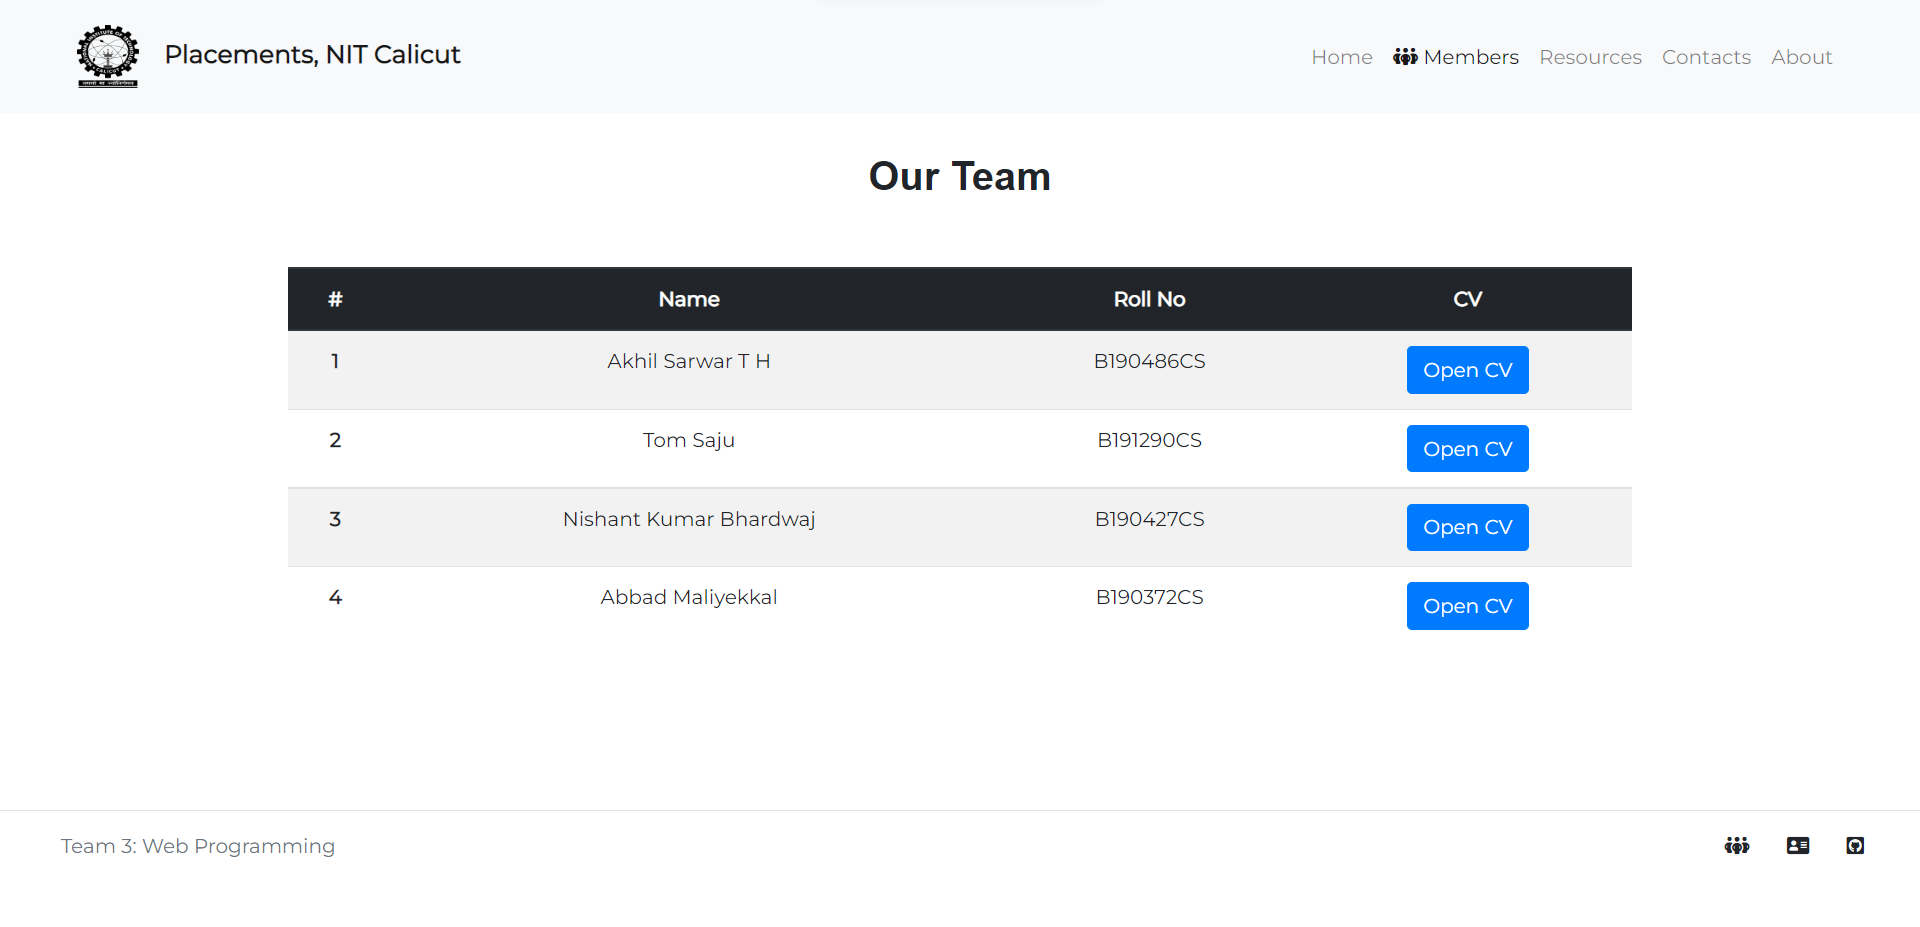 Placements, NIT Calicut
Home Members Resources Contacts About
Our Team
# Name Roll No CV
1 Akhil Sarwar T H B190486CS Open CV
2 Tom Saju B191290CS Open CV
3 Nishant Kumar Bhardwaj B190427CS Open CV
4 Abbad Maliyekkal B190372CS Open CV
Team 3: Web Programming